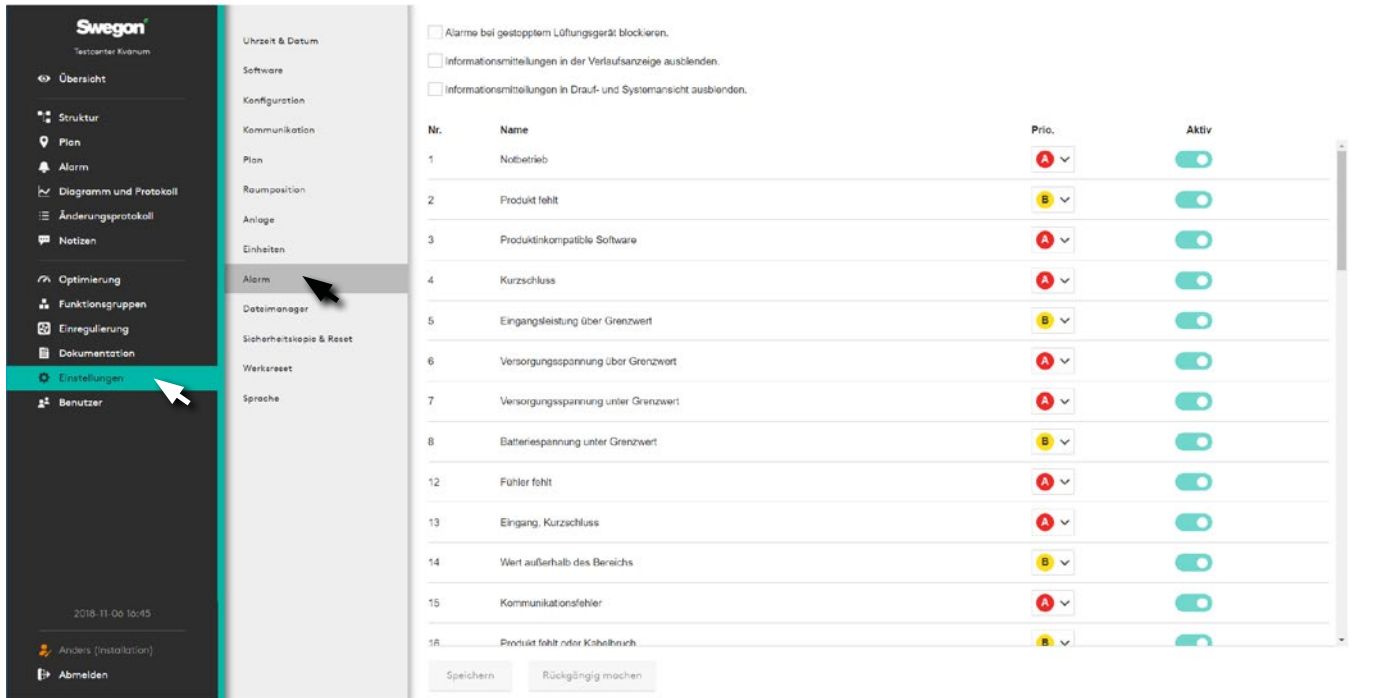 Swegon
Testcenter Kvänum
Übersicht
Struktur
Plan
Alarm
Diagramm und Protokoll
Änderungsprotokoll
Notizen
Optimierung
Funktionsgruppen
Einregulierung
Dokumentation
Einstellungen
Benutzer
2018-11-06 16:45
Anders (Installation)
Abmelden
Uhrzeit & Datum
Software
Konfiguration
Kommunikation
Plan
Raumposition
Anlage
Einheiten
Alarm
Dateimanager
Sicherheitskopie & Reset
Werksreset
Sprache
Alarme bei gestopptem Lüftungsgerät blockieren.
Informationsmitteilungen in der Verlaufsanzeige ausblenden.
Informationsmitteilungen in Drauf- und Systemansicht ausblenden.
Nr. Name Prio. Aktiv
1 Notbetrieb A
2 Produkt fehlt B
3 Produktinkompatible Software A
4 Kurzschluss A
5 Eingangsleistung über Grenzwert B
6 Versorgungsspannung über Grenzwert A
7 Versorgungsspannung unter Grenzwert A
8 Batteriespannung unter Grenzwert B
12 Fühler fehlt A
13 Eingang, Kurzschluss A
14 Wert außerhalb des Bereichs B
15 Kommunikationsfehler A
16 Produkt fehlt oder Kabelbruch B
Speichern Rückgängig machen